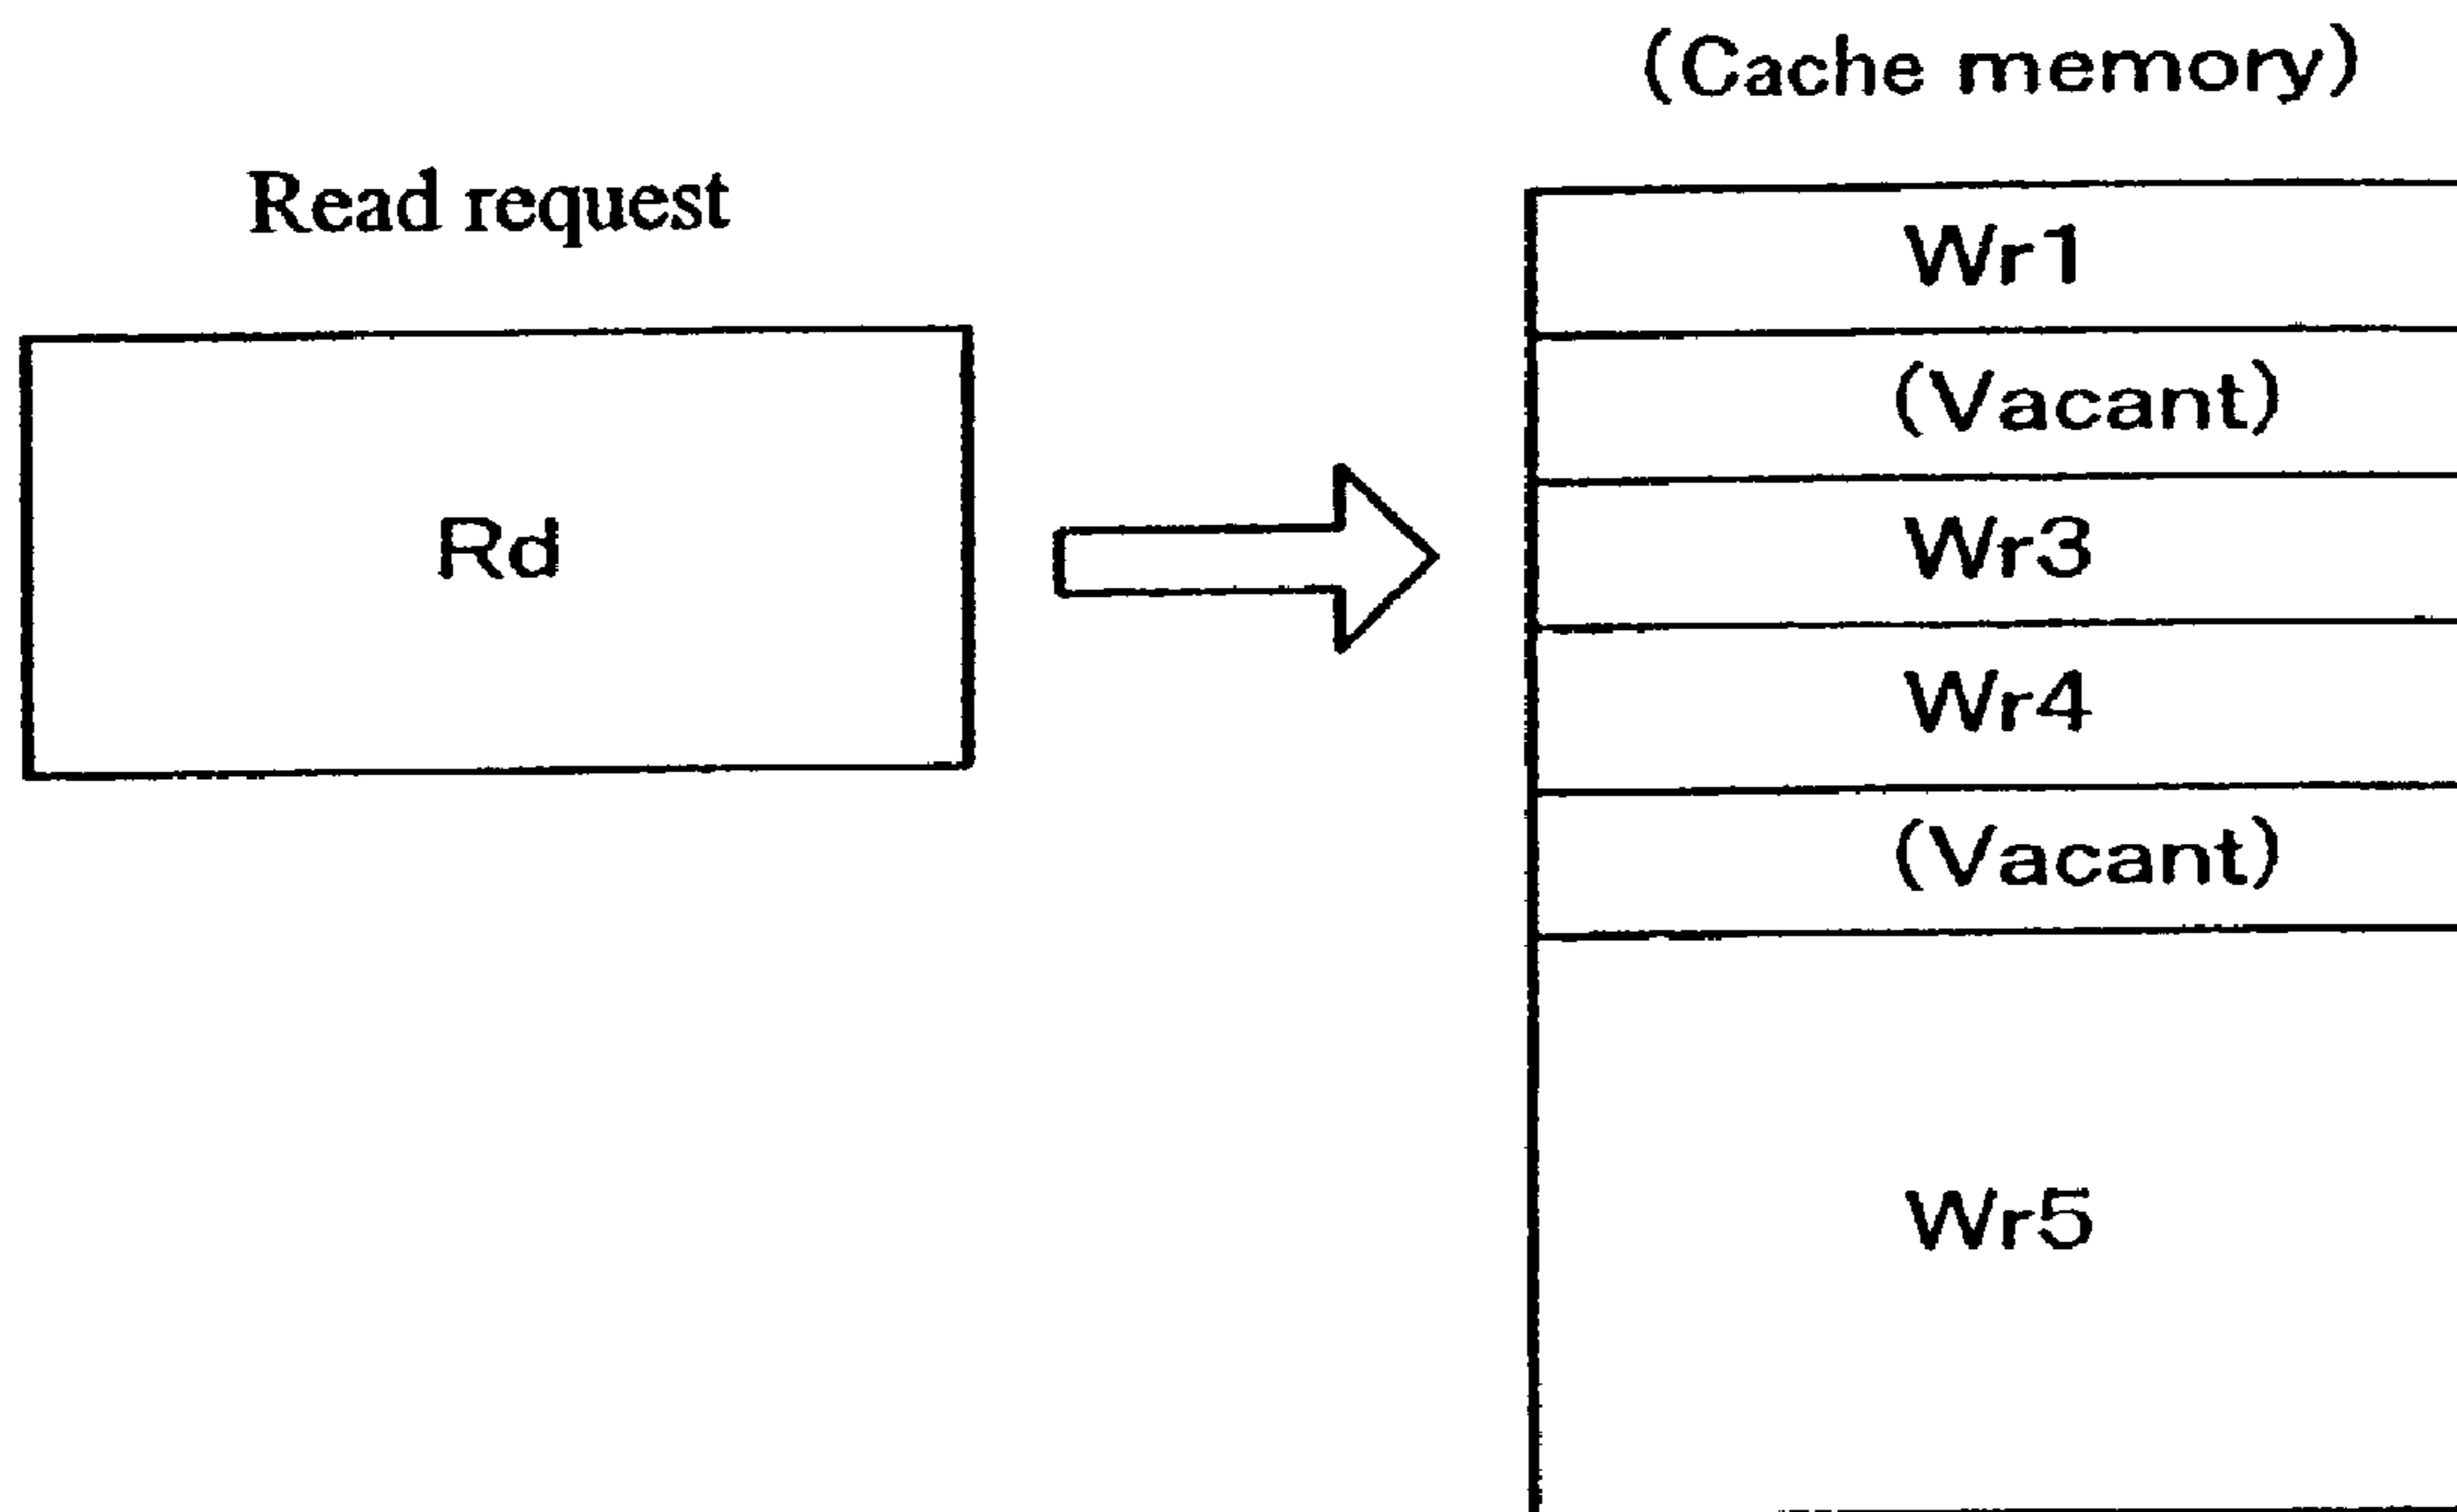 (Cache memory)
Read request
Rd
Wr1
(Vacant)
Wr3
Wr4
(Vacant)
Wr5